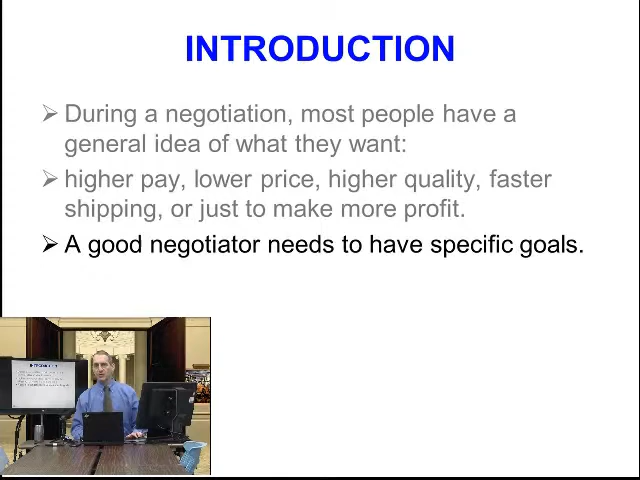 INTRODUCTION
➢ During a negotiation, most people have a
general idea of what they want:
➢ higher pay, lower price, higher quality, faster
shipping, or just to make more profit.
➢ A good negotiator needs to have specific goals.
INTRODUCTION